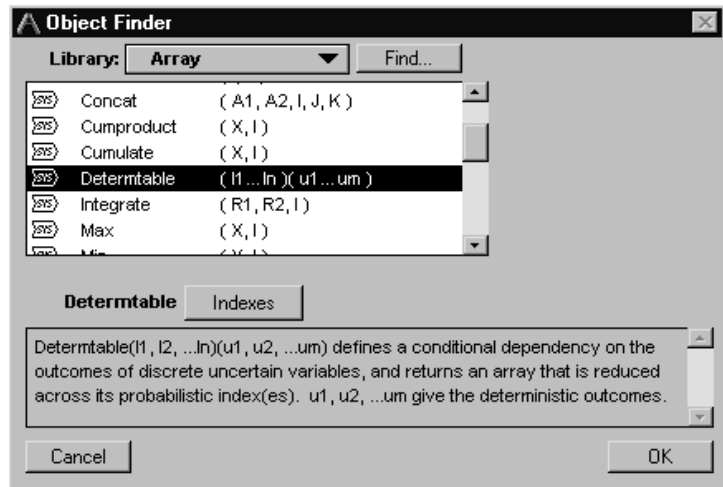 Object Finder
Library: Array Find...
Concat ( A1, A2, I, J, K )
Cumproduct ( X, I )
Cumulate ( X, I )
Determtable ( I1...In )( u1...um )
Integrate ( R1, R2, I )
Max ( X, I )
Determtable Indexes
Determtable(I1, I2, ...In)(u1, u2, ...um) defines a conditional dependency on the
outcomes of discrete uncertain variables, and returns an array that is reduced
across its probabilistic index(es). u1, u2, ...um give the deterministic outcomes.
Cancel OK